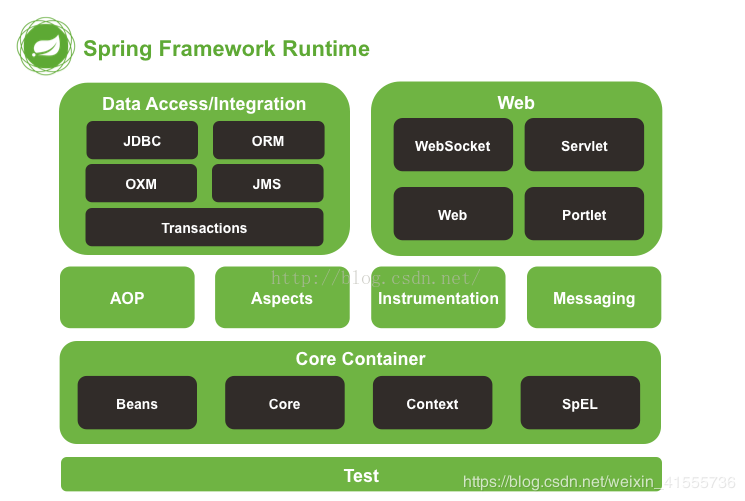 Spring Framework Runtime
Data Access/Integration
JDBC
ORM
OXM
JMS
Transactions
Web
WebSocket
Servlet
Web
Portlet
AOP
Aspects
Instrumentation
Messaging
http://blog.csdn.net/
Core Container
Beans
Core
Context
SpEL
Test
https://blog.csdn.net/weixin_41555736